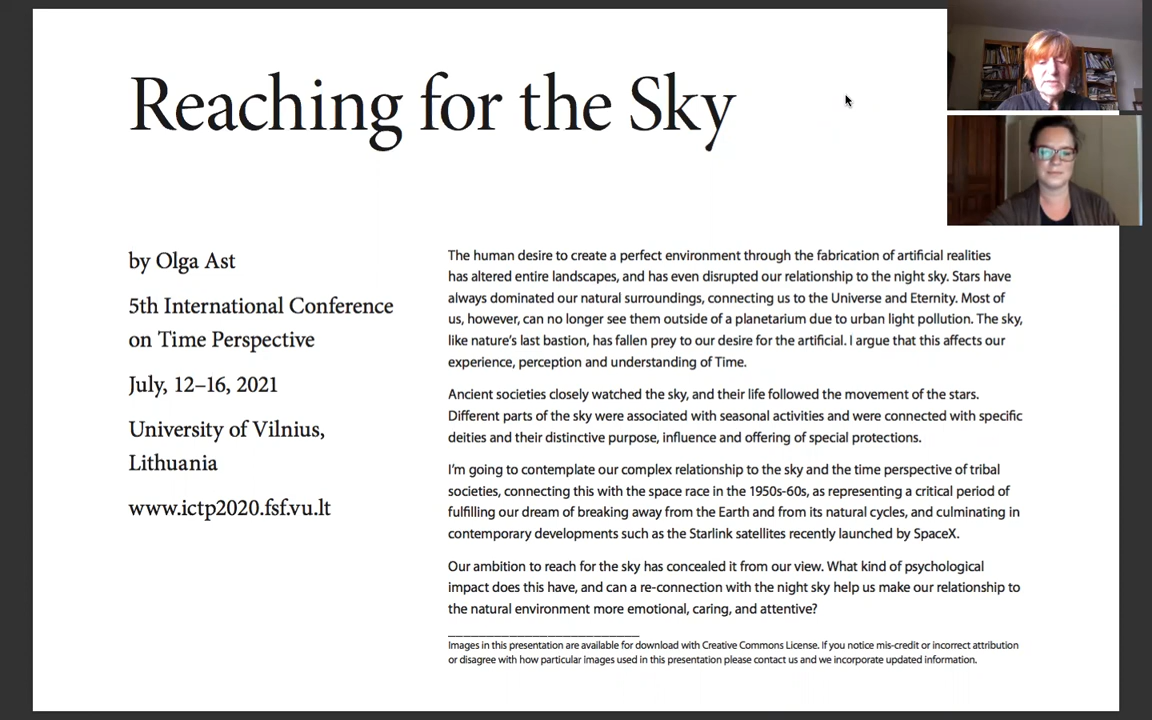 Reaching for the Sky
by Olga Ast
5th International Conference
on Time Perspective
July, 12–16, 2021
University of Vilnius,
Lithuania
www.ictp2020.fsf.vu.lt
The human desire to create a perfect environment through the fabrication of artificial realities
has altered entire landscapes, and has even disrupted our relationship to the night sky. Stars have
always dominated our natural surroundings, connecting us to the Universe and Eternity. Most of
us, however, can no longer see them outside of a planetarium due to urban light pollution. The sky,
like nature's last bastion, has fallen prey to our desire for the artificial. I argue that this affects our
experience, perception and understanding of Time.
Ancient societies closely watched the sky, and their life followed the movement of the stars.
Different parts of the sky were associated with seasonal activities and were connected with specific
deities and their distinctive purpose, influence and offering of special protections.
I'm going to contemplate our complex relationship to the sky and the time perspective of tribal
societies, connecting this with the space race in the 1950s-60s, as representing a critical period of
fulfilling our dream of breaking away from the Earth and from its natural cycles, and culminating in
contemporary developments such as the Starlink satellites recently launched by SpaceX.
Our ambition to reach for the sky has concealed it from our view. What kind of psychological
impact does this have, and can a re-connection with the night sky help us make our relationship to
the natural environment more emotional, caring, and attentive?
Images in this presentation are available for download with Creative Commons License. If you notice mis-credit or incorrect attribution
or disagree with how particular images used in this presentation please contact us and we incorporate updated information.